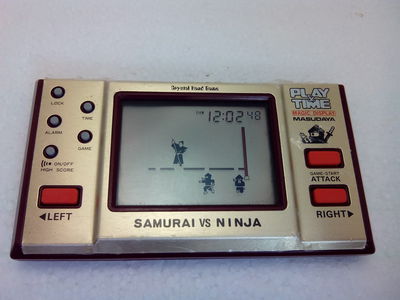 Crystal Hand Game
LOCK
TIME
ALARM
GAME
ON/OFF
HIGH SCORE
◀LEFT
12:02 48
PLAY
TIME
MAGIC DISPLAY
MASUDAYA
GAME-START
ATTACK
RIGHT▶
SAMURAI VS NINJA